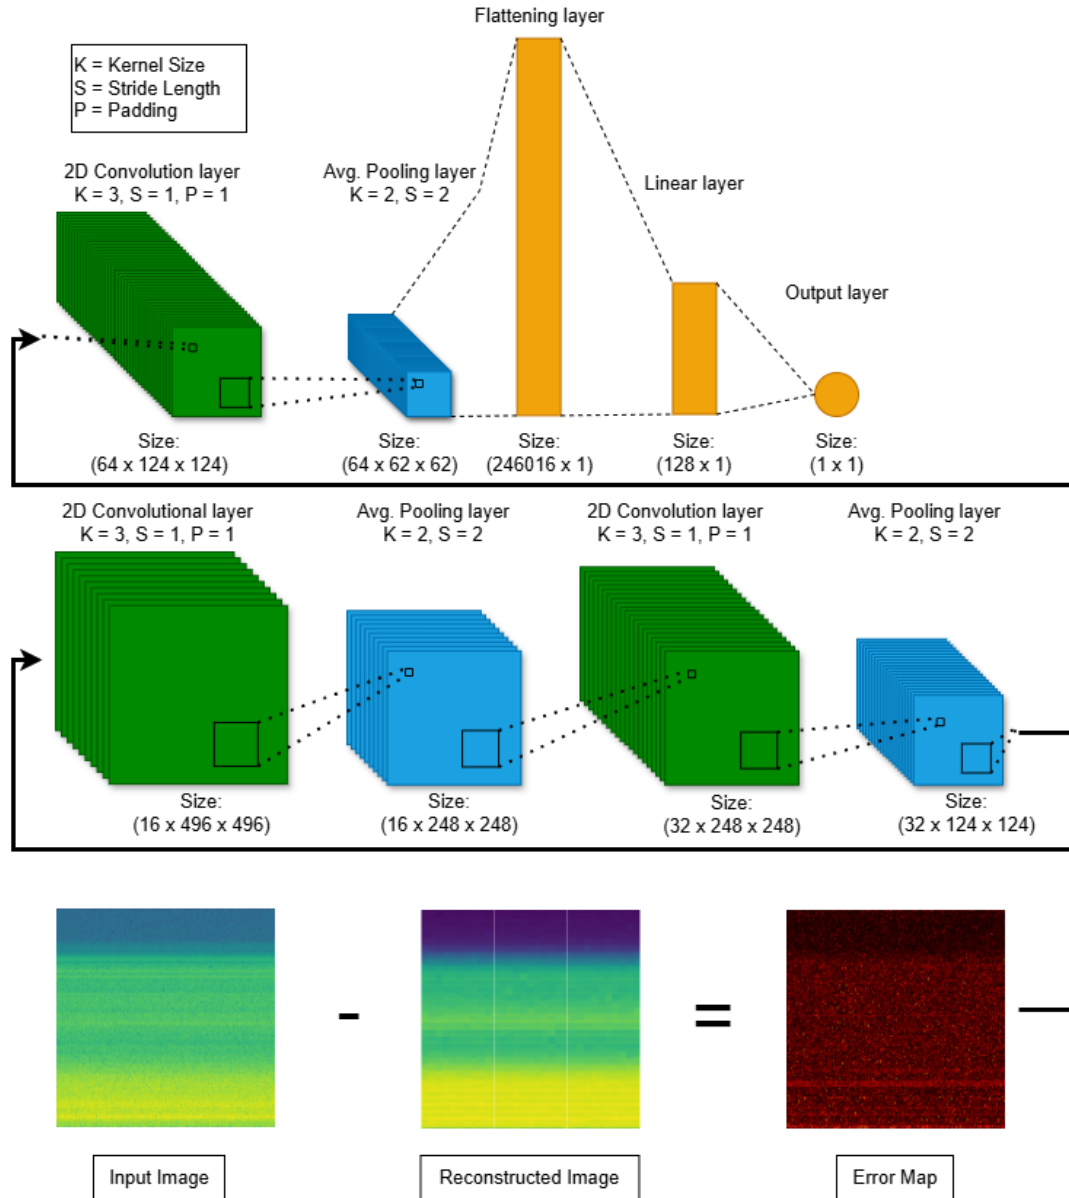 Flattening layer
K = Kernel Size
S = Stride Length
P = Padding
2D Convolution layer
K = 3, S = 1, P = 1
Avg. Pooling layer
K = 2, S = 2
Linear layer
Output layer
Size:
(64 x 124 x 124)
Size:
(64 x 62 x 62)
Size:
(246016 x 1)
Size:
(128 x 1)
Size:
(1 x 1)
2D Convolutional layer
K = 3, S = 1, P = 1
Avg. Pooling layer
K = 2, S = 2
2D Convolution layer
K = 3, S = 1, P = 1
Avg. Pooling layer
K = 2, S = 2
Size:
(16 x 496 x 496)
Size:
(16 x 248 x 248)
Size:
(32 x 248 x 248)
Size:
(32 x 124 x 124)
-
=
Input Image
Reconstructed Image
Error Map